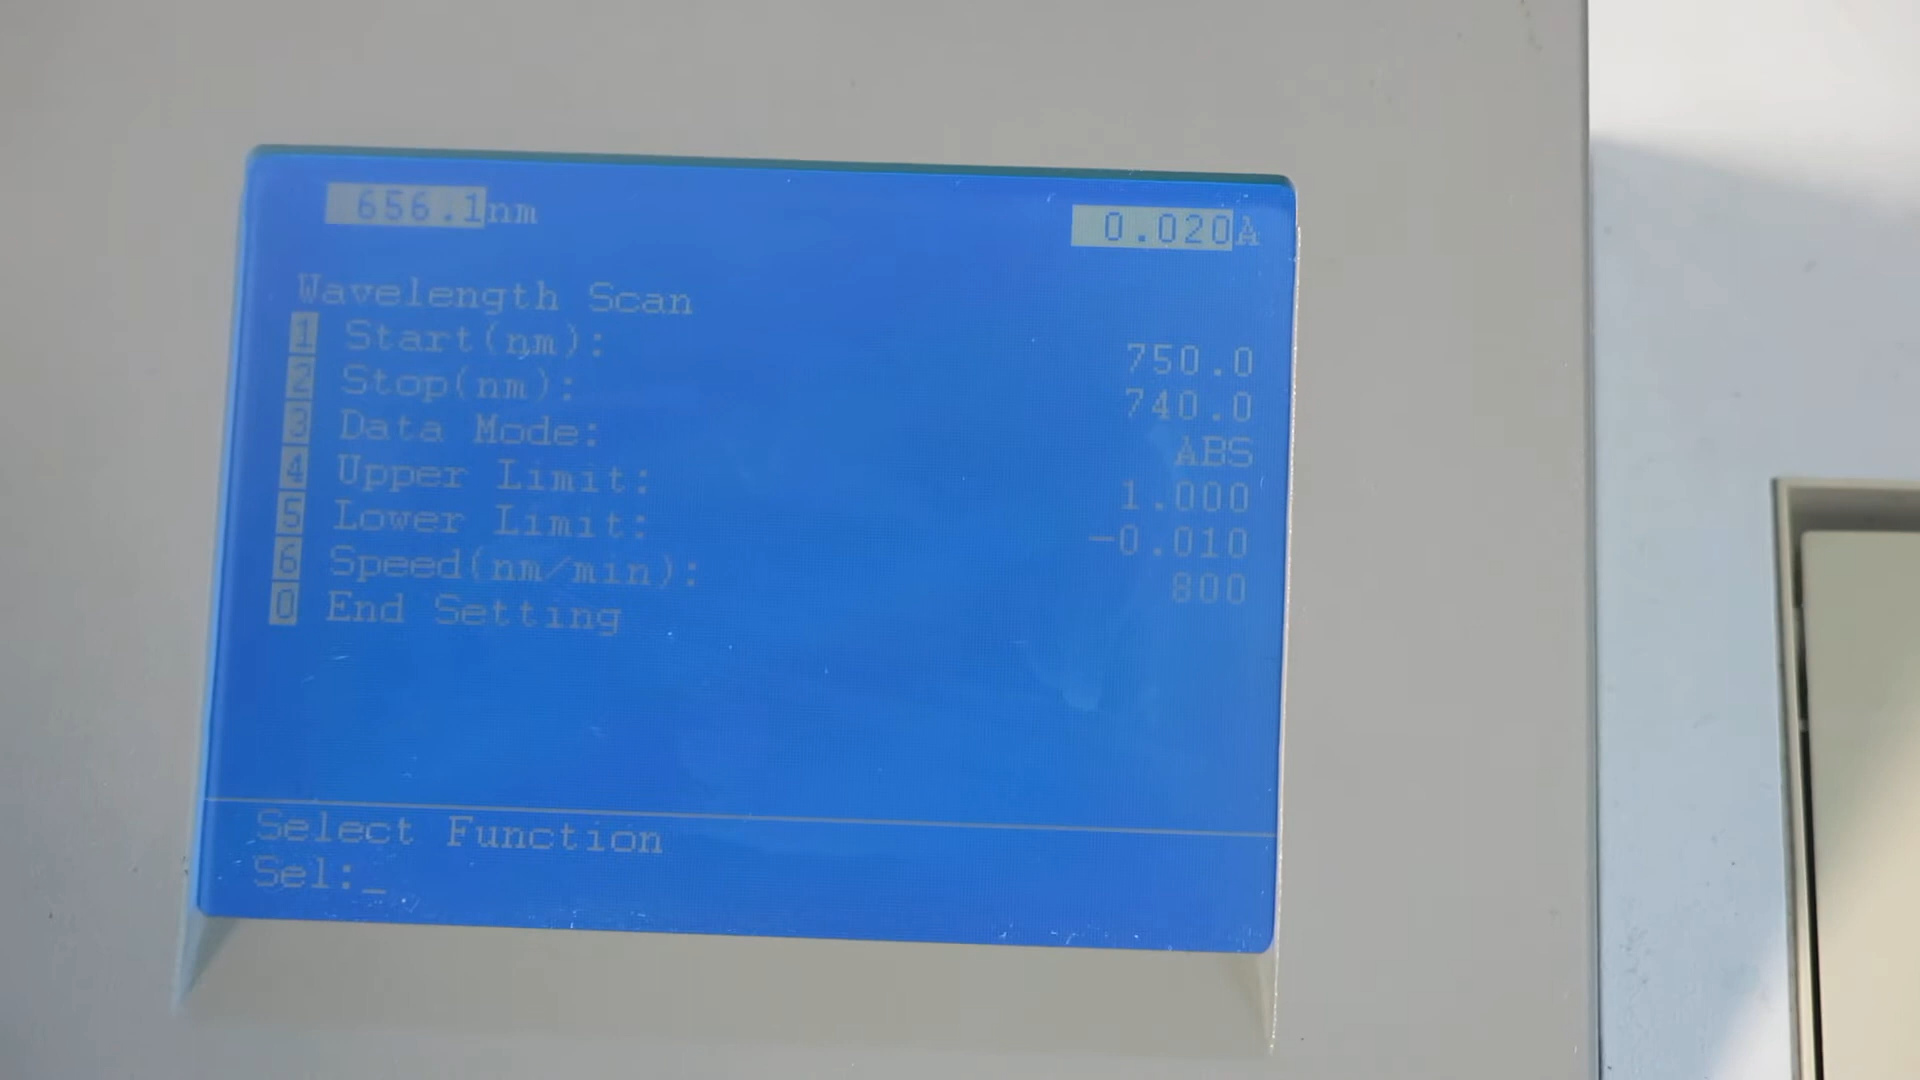 656.1nm 0.020A
Wavelength Scan
1 Start(nm): 750.0
2 Stop(nm): 740.0
3 Data Mode: ABS
4 Upper Limit: 1.000
5 Lower Limit: -0.010
6 Speed(nm/min): 800
0 End Setting
Select Function
Sel:_